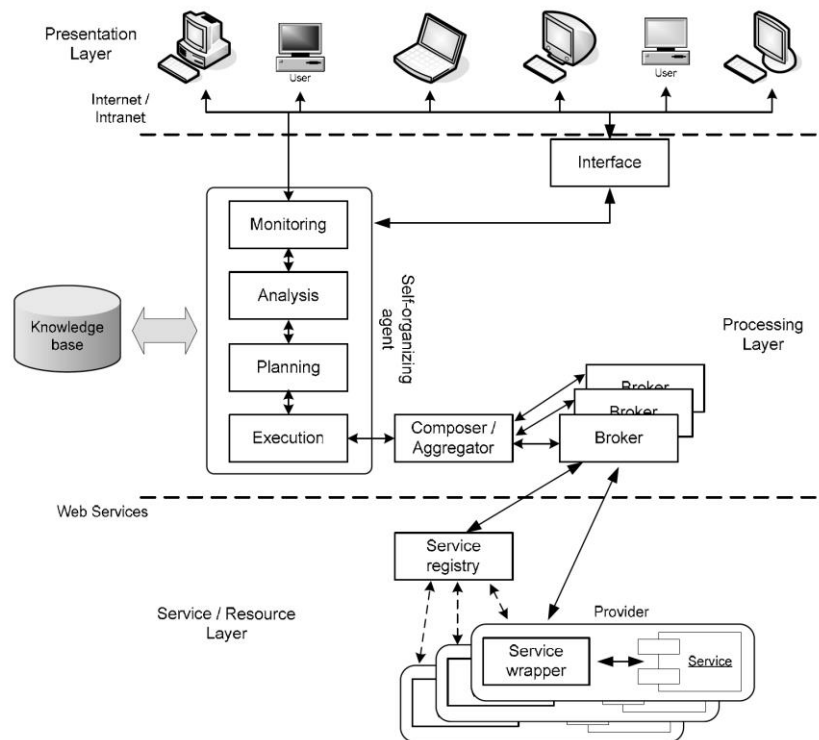 Presentation
Layer
User
User
Internet /
Intranet
Interface
Monitoring
Analysis
Planning
Execution
Self-organizing
agent
Knowledge
base
Processing
Layer
Composer /
Aggregator
Broker
Broker
Broker
Web Services
Service
registry
Service / Resource
Layer
Provider
Service
wrapper
Service